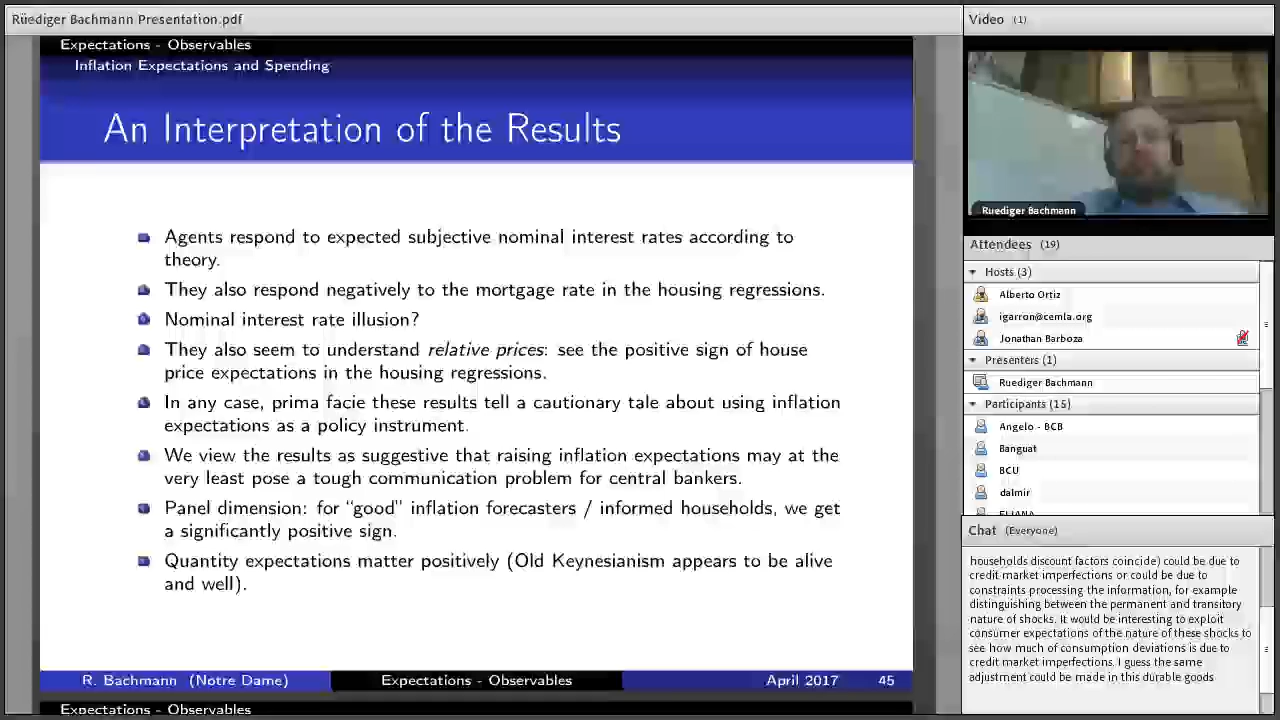 Rüediger Bachmann Presentation.pdf
Expectations - Observables
Inflation Expectations and Spending
An Interpretation of the Results
Agents respond to expected subjective nominal interest rates according to
theory.
They also respond negatively to the mortgage rate in the housing regressions.
Nominal interest rate illusion?
They also seem to understand relative prices: see the positive sign of house
price expectations in the housing regressions.
In any case, prima facie these results tell a cautionary tale about using inflation
expectations as a policy instrument.
We view the results as suggestive that raising inflation expectations may at the
very least pose a tough communication problem for central bankers.
Panel dimension: for “good” inflation forecasters / informed households, we get
a significantly positive sign.
Quantity expectations matter positively (Old Keynesianism appears to be alive
and well).
R. Bachmann (Notre Dame)
Expectations - Observables
April 2017
45
Expectations - Observables
Video (1)
Ruediger Bachmann
Attendees (19)
Hosts (3)
Alberto Ortiz
igarron@cemla.org
Jonathan Barboza
Presenters (1)
Ruediger Bachmann
Participants (15)
Angelo - BCB
Banguat
BCU
dalmir
ELIANA
Chat (Everyone)
households discount factors coincide) could be due to
credit market imperfections or could be due to
constraints processing the information, for example
distinguishing between the permanent and transitory
nature of shocks. It would be interesting to exploit
consumer expectations of the nature of these shocks to
see how much of consumption deviations is due to
credit market imperfections. I guess the same
adjustment could be made in this durable goods